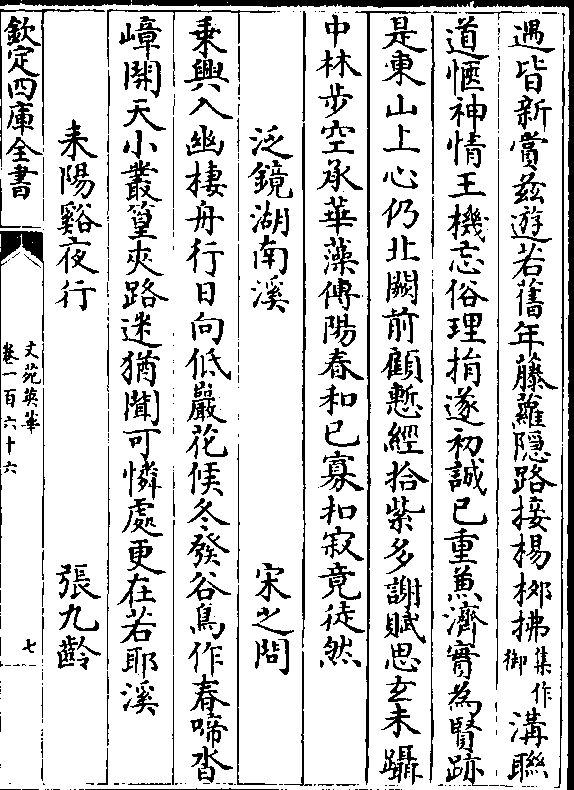 遇皆新賞茲遊若舊年藤蘿隱路接楊栁拂集作御溝聯
道愜神情王機忘俗理捐遂初誠已重兼濟實為賢跡
是東山上心仍北闕前顧慙經拾紫多謝賦思𤣥未躡
中林步空承華藻傳陽春和已寡扣寂竟徒然
泛鏡湖南溪 宋之問
乗興入幽棲舟行日向低巖花候冬發谷鳥作春啼沓
嶂開天小叢篁夾路迷猶聞可憐處更在若耶溪
耒陽谿夜行 張九齡
欽定四庫全書
文苑英華
卷一百六十六
七